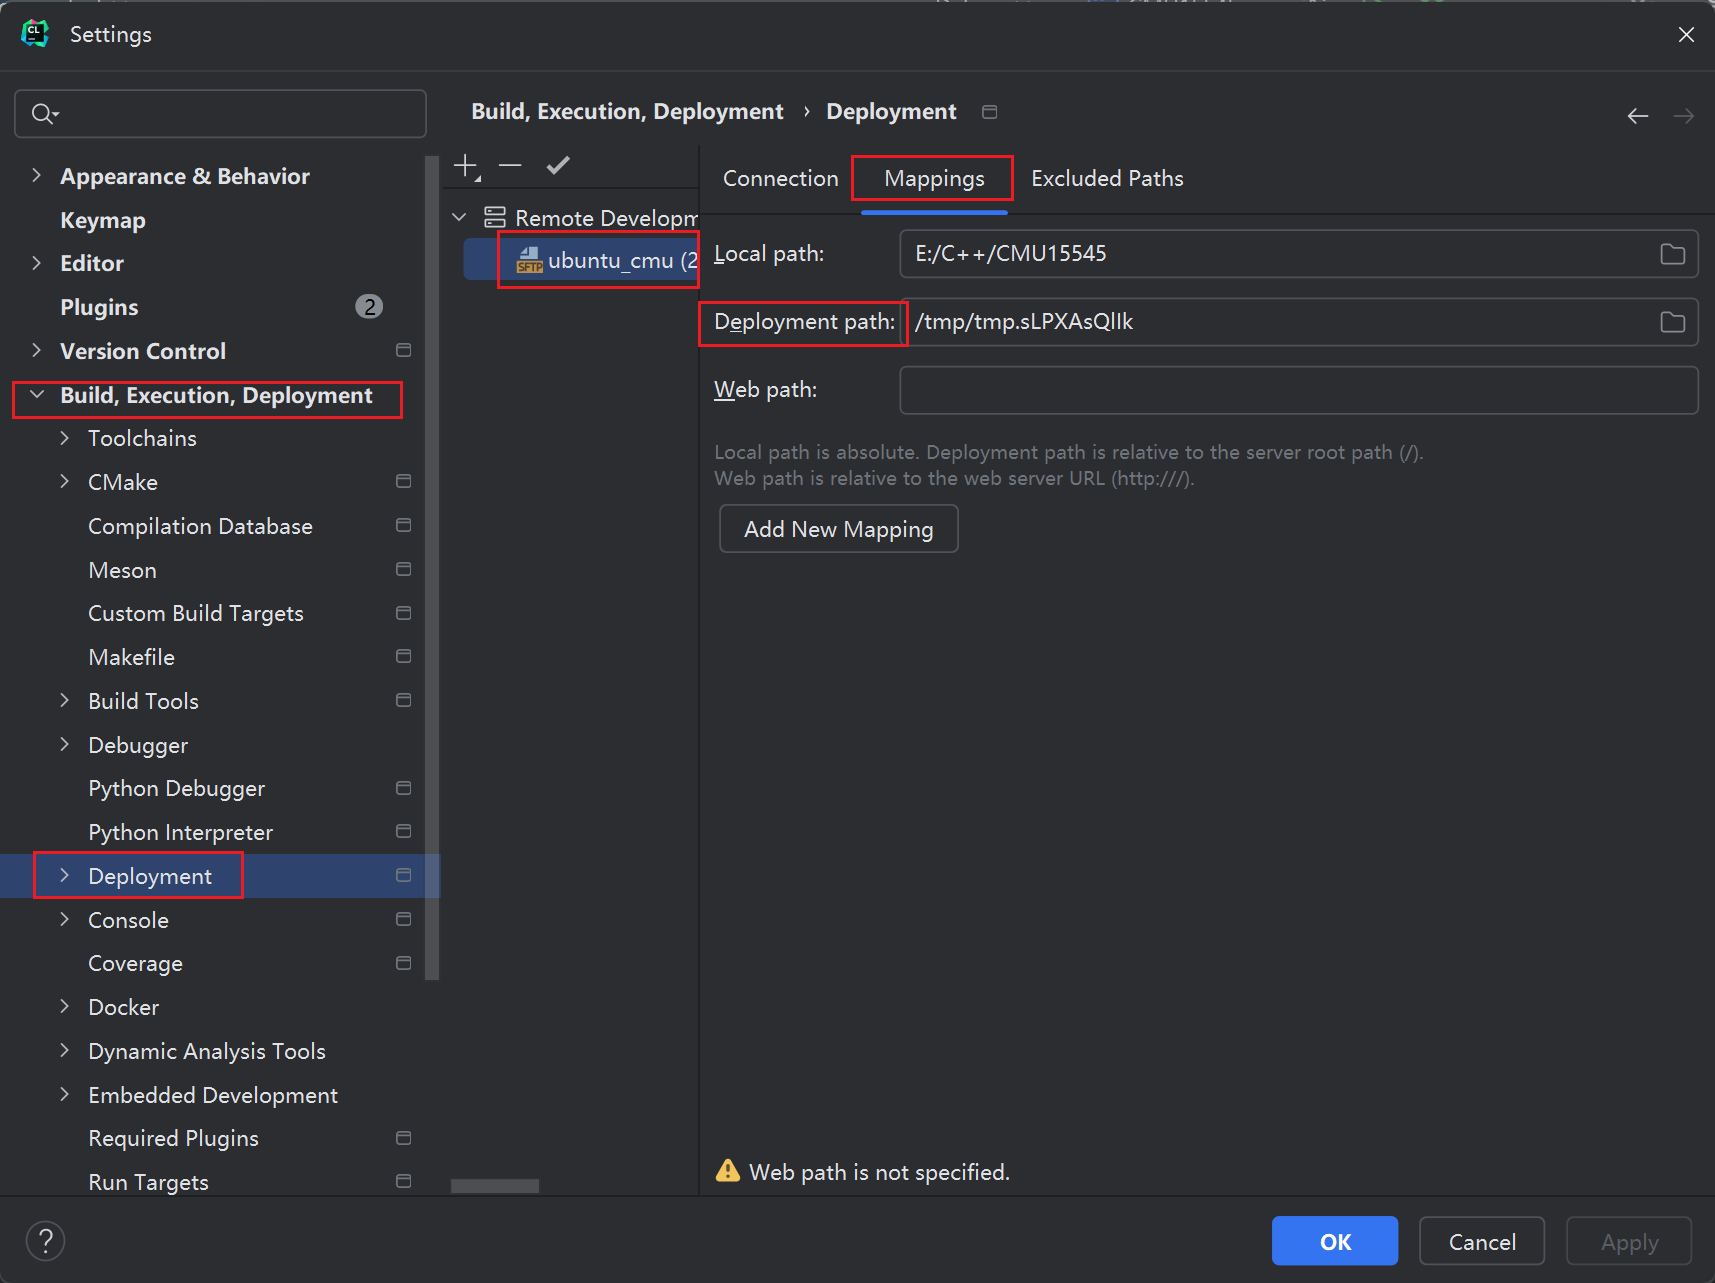 CL
Settings
Build, Execution, Deployment › Deployment
Appearance & Behavior
Keymap
Editor
Plugins 2
Version Control
Build, Execution, Deployment
Toolchains
CMake
Compilation Database
Meson
Custom Build Targets
Makefile
Build Tools
Debugger
Python Debugger
Python Interpreter
Deployment
Console
Coverage
Docker
Dynamic Analysis Tools
Embedded Development
Required Plugins
Run Targets
Remote Developm
SFTP ubuntu_cmu (2
Connection Mappings Excluded Paths
Local path: E:/C++/CMU15545
Deployment path: /tmp/tmp.sLPXAsQlIk
Web path:
Local path is absolute. Deployment path is relative to the server root path (/).
Web path is relative to the web server URL (http:///).
Add New Mapping
Web path is not specified.
?
OK Cancel Apply